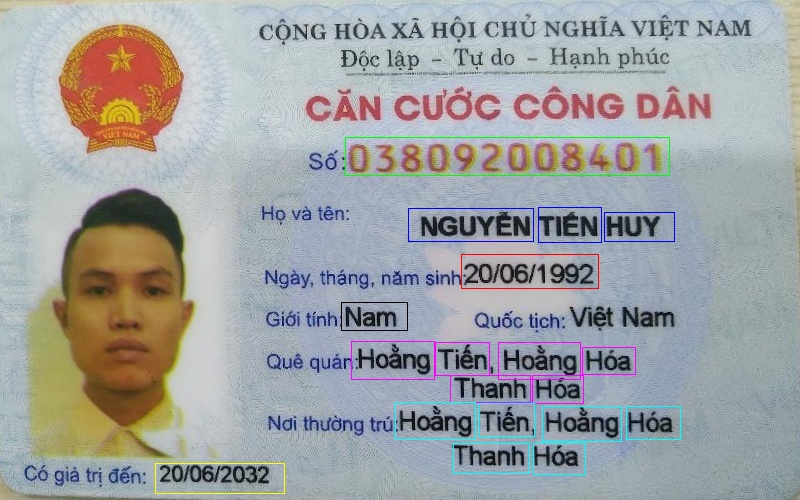 CỘNG HÒA XÃ HỘI CHỦ NGHĨA VIỆT NAM
Độc lập - Tự do - Hạnh phúc
CĂN CƯỚC CÔNG DÂN
Số: 038092008401
Họ và tên: NGUYỄN TIẾN HUY
Ngày, tháng, năm sinh: 20/06/1992
Giới tính: Nam Quốc tịch: Việt Nam
Quê quán: Hoằng Tiến, Hoằng Hóa
Thanh Hóa
Nơi thường trú: Hoằng Tiến, Hoằng Hóa
Thanh Hóa
Có giá trị đến: 20/06/2032